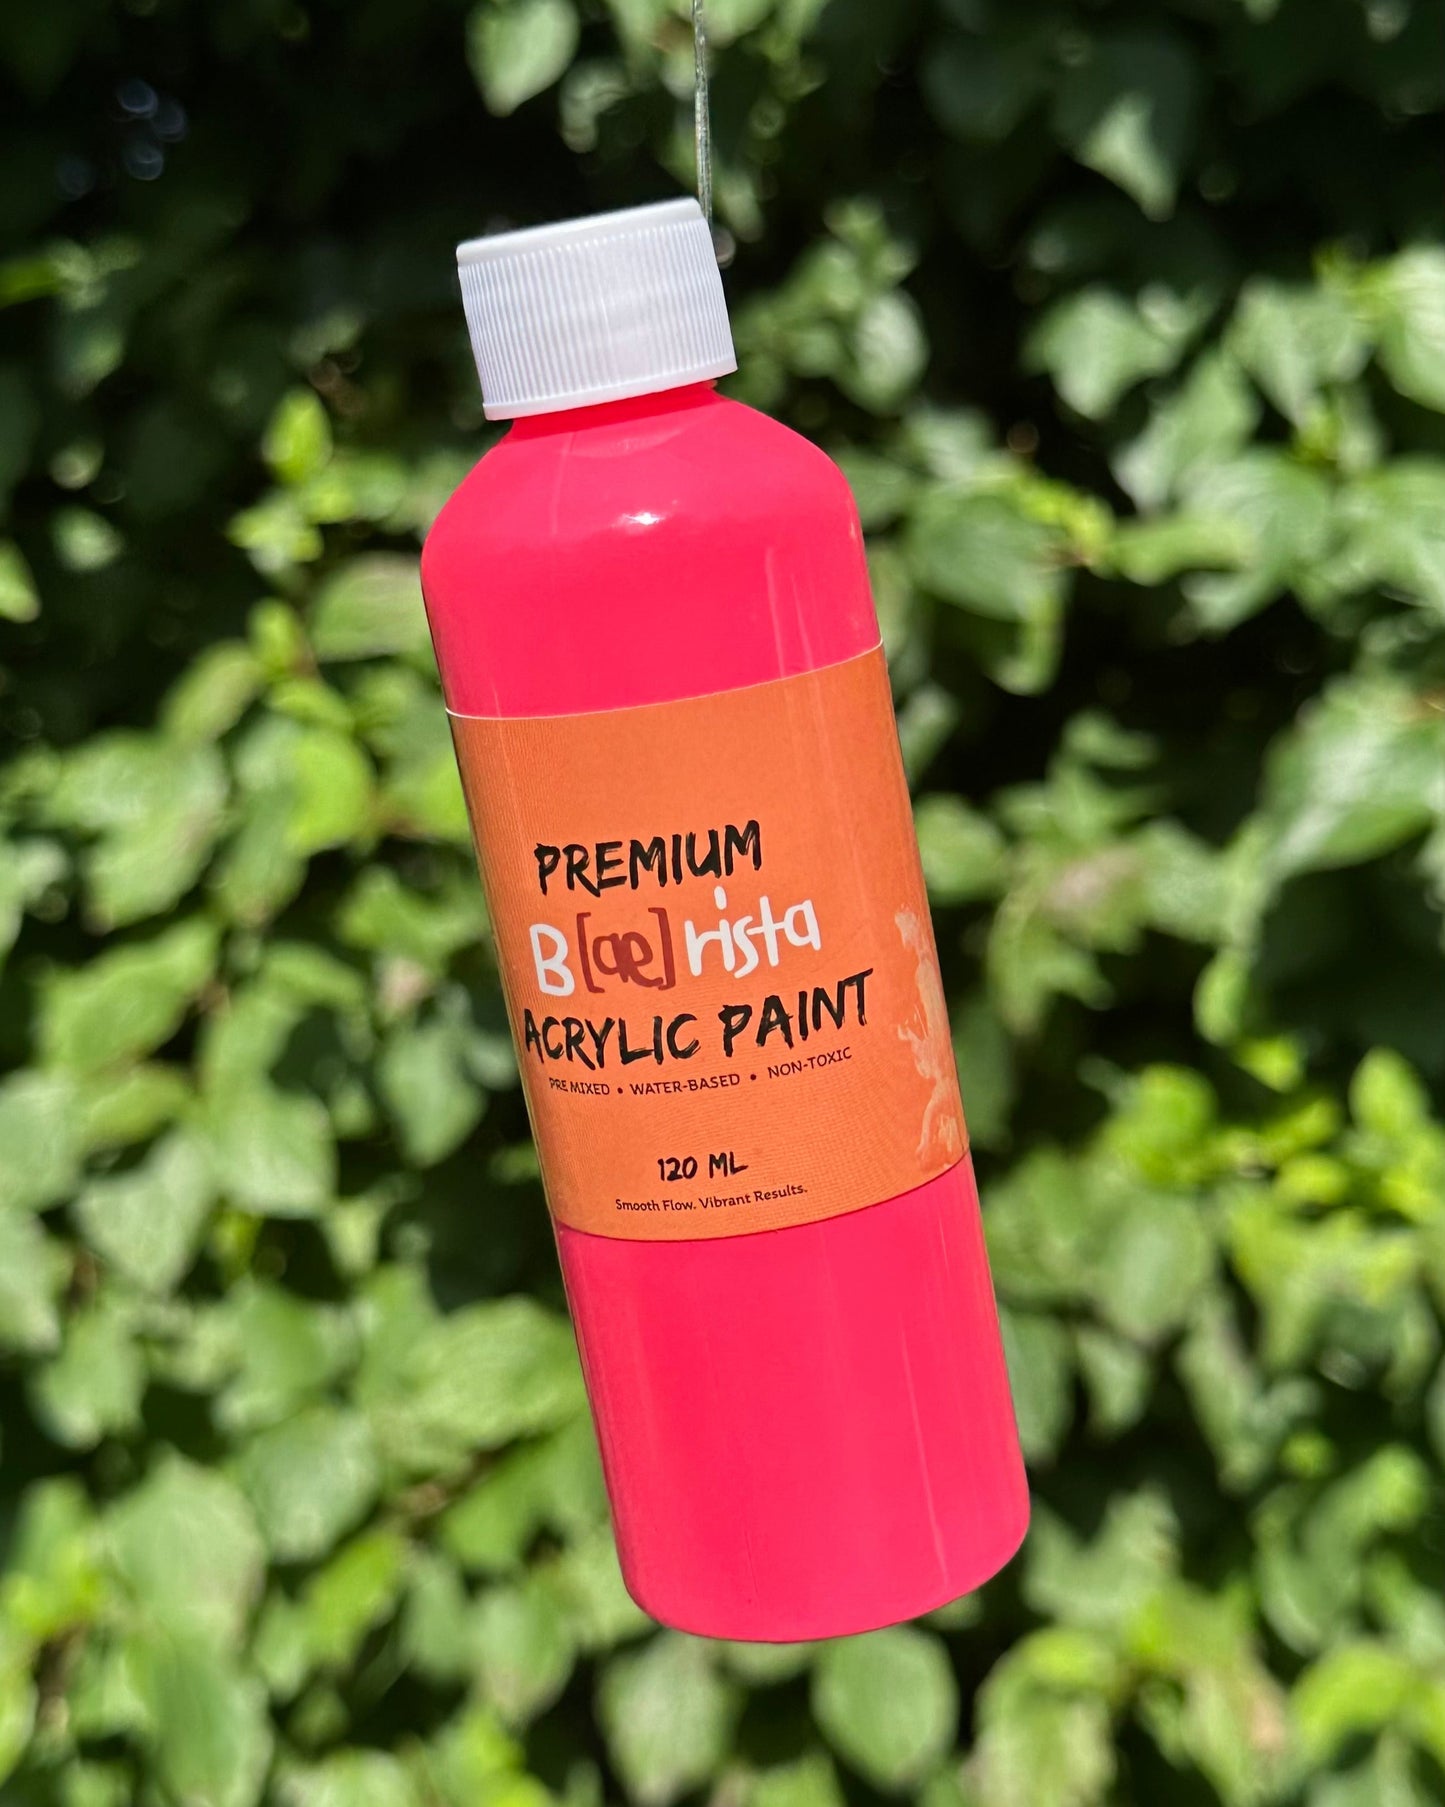 PREMIUM
B[ae]rista
ACRYLIC PAINT
PRE MIXED • WATER-BASED • NON-TOXIC
120 ML
Smooth Flow. Vibrant Results.